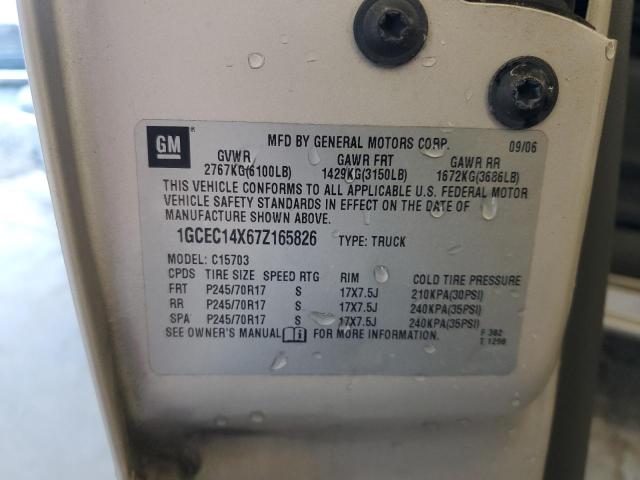 GM ® MFD BY GENERAL MOTORS CORP. 09/06
GVWR GAWR FRT GAWR RR
2767KG(6100LB) 1429KG(3150LB) 1672KG(3686LB)
THIS VEHICLE CONFORMS TO ALL APPLICABLE U.S. FEDERAL MOTOR
VEHICLE SAFETY STANDARDS IN EFFECT ON THE DATE OF
MANUFACTURE SHOWN ABOVE.
1GCEC14X67Z165826 TYPE: TRUCK
MODEL: C15703
CPDS TIRE SIZE SPEED RTG RIM COLD TIRE PRESSURE
FRT P245/70R17 S 17X7.5J 210KPA(30PSI)
RR P245/70R17 S 17X7.5J 240KPA(35PSI)
SPA P245/70R17 S 17X7.5J 240KPA(35PSI)
SEE OWNER'S MANUAL FOR MORE INFORMATION. F: 382
T: 1298